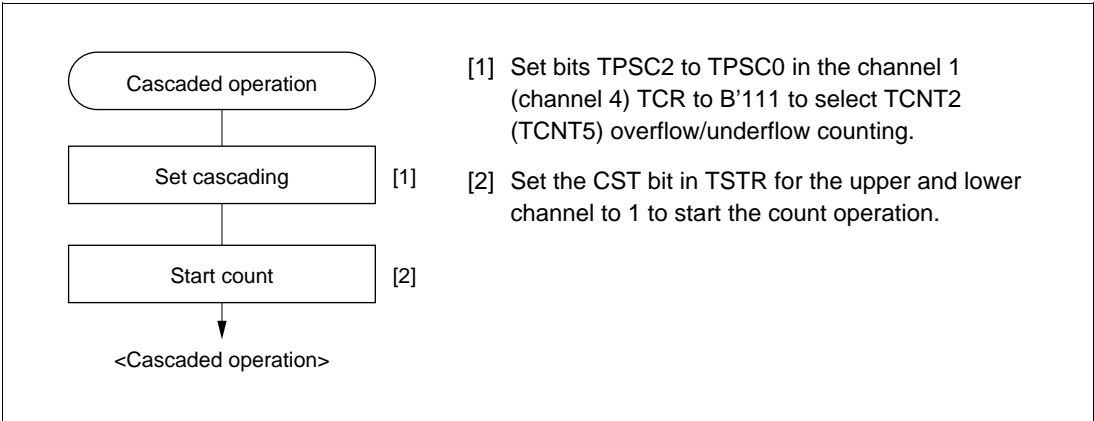 Cascaded operation
Set cascading [1]
Start count [2]
<Cascaded operation>
[1] Set bits TPSC2 to TPSC0 in the channel 1
(channel 4) TCR to B'111 to select TCNT2
(TCNT5) overflow/underflow counting.
[2] Set the CST bit in TSTR for the upper and lower
channel to 1 to start the count operation.